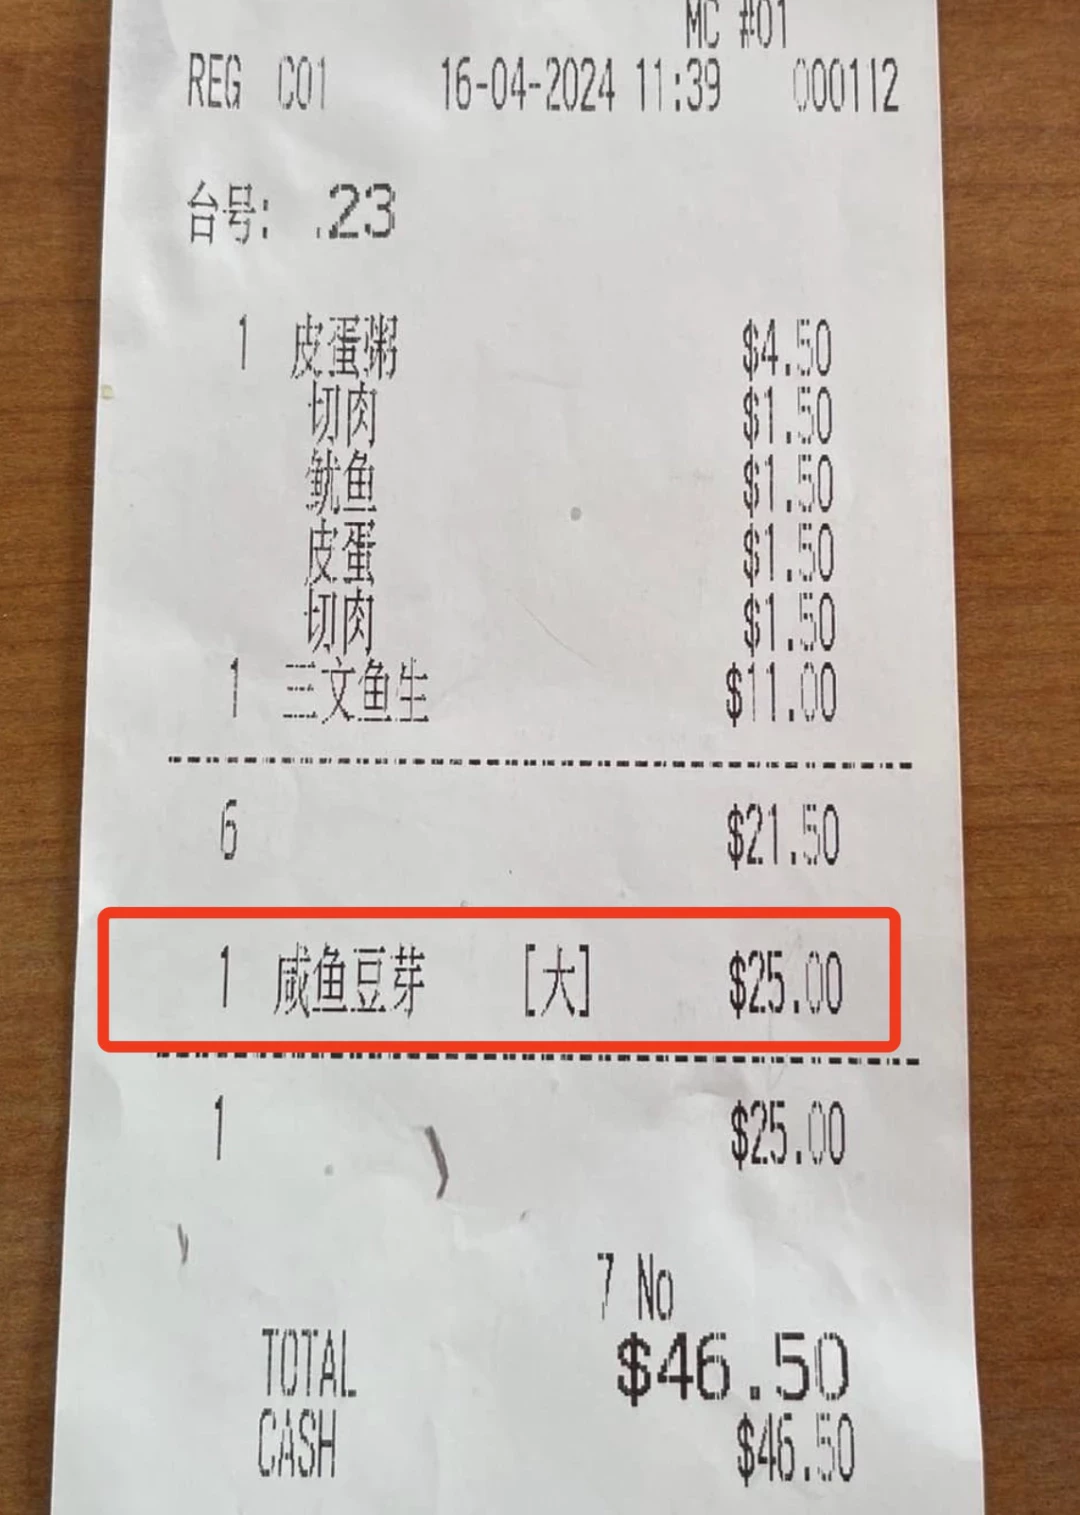 MC #01
REG C01 16-04-2024 11:39 000112
台号: .23
1 皮蛋粥 $4.50
切肉 $1.50
鱿鱼 $1.50
皮蛋 $1.50
切肉 $1.50
1 三文鱼生 $11.00
6 $21.50
1 咸鱼豆芽 [大] $25.00
1 $25.00
7 No
TOTAL $46.50
CASH $46.50